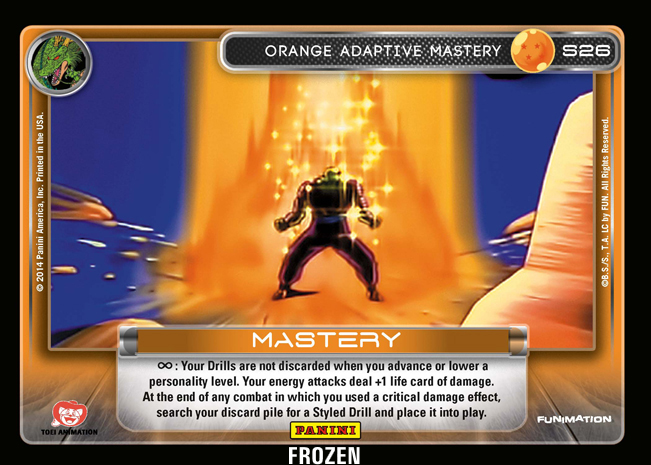 ORANGE ADAPTIVE MASTERY S26
© 2014 Panini America, Inc. Printed in the USA.
©B.S./S., T.A. LC by FUN. All Rights Reserved.
MASTERY
∞: Your Drills are not discarded when you advance or lower a
personality level. Your energy attacks deal +1 life card of damage.
At the end of any combat in which you used a critical damage effect,
search your discard pile for a Styled Drill and place it into play.
TOEI ANIMATION
PANINI
FUNIMATION
FROZEN